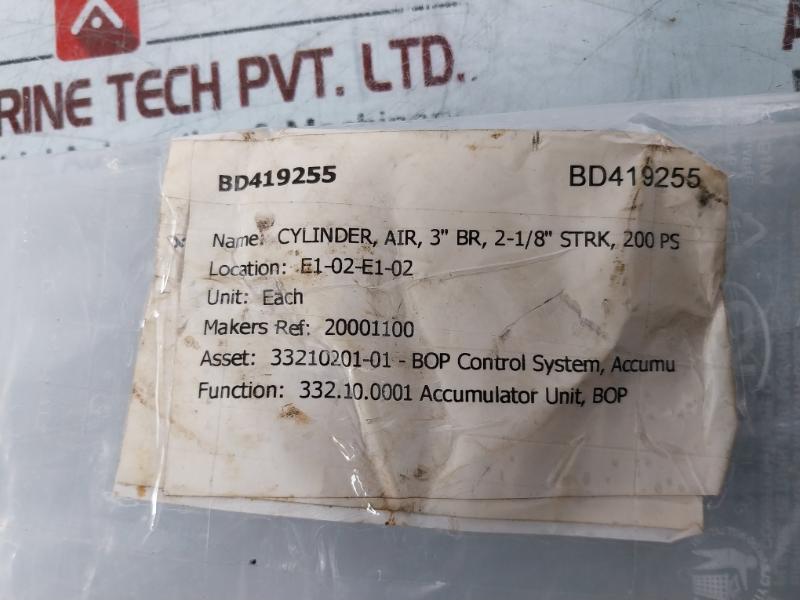 RINE TECH PVT. LTD.
BD419255 BD419255
Name: CYLINDER, AIR, 3" BR, 2-1/8" STRK, 200 PS
Location: E1-02-E1-02
Unit: Each
Makers Ref: 20001100
Asset: 33210201-01 - BOP Control System, Accumu
Function: 332.10.0001 Accumulator Unit, BOP